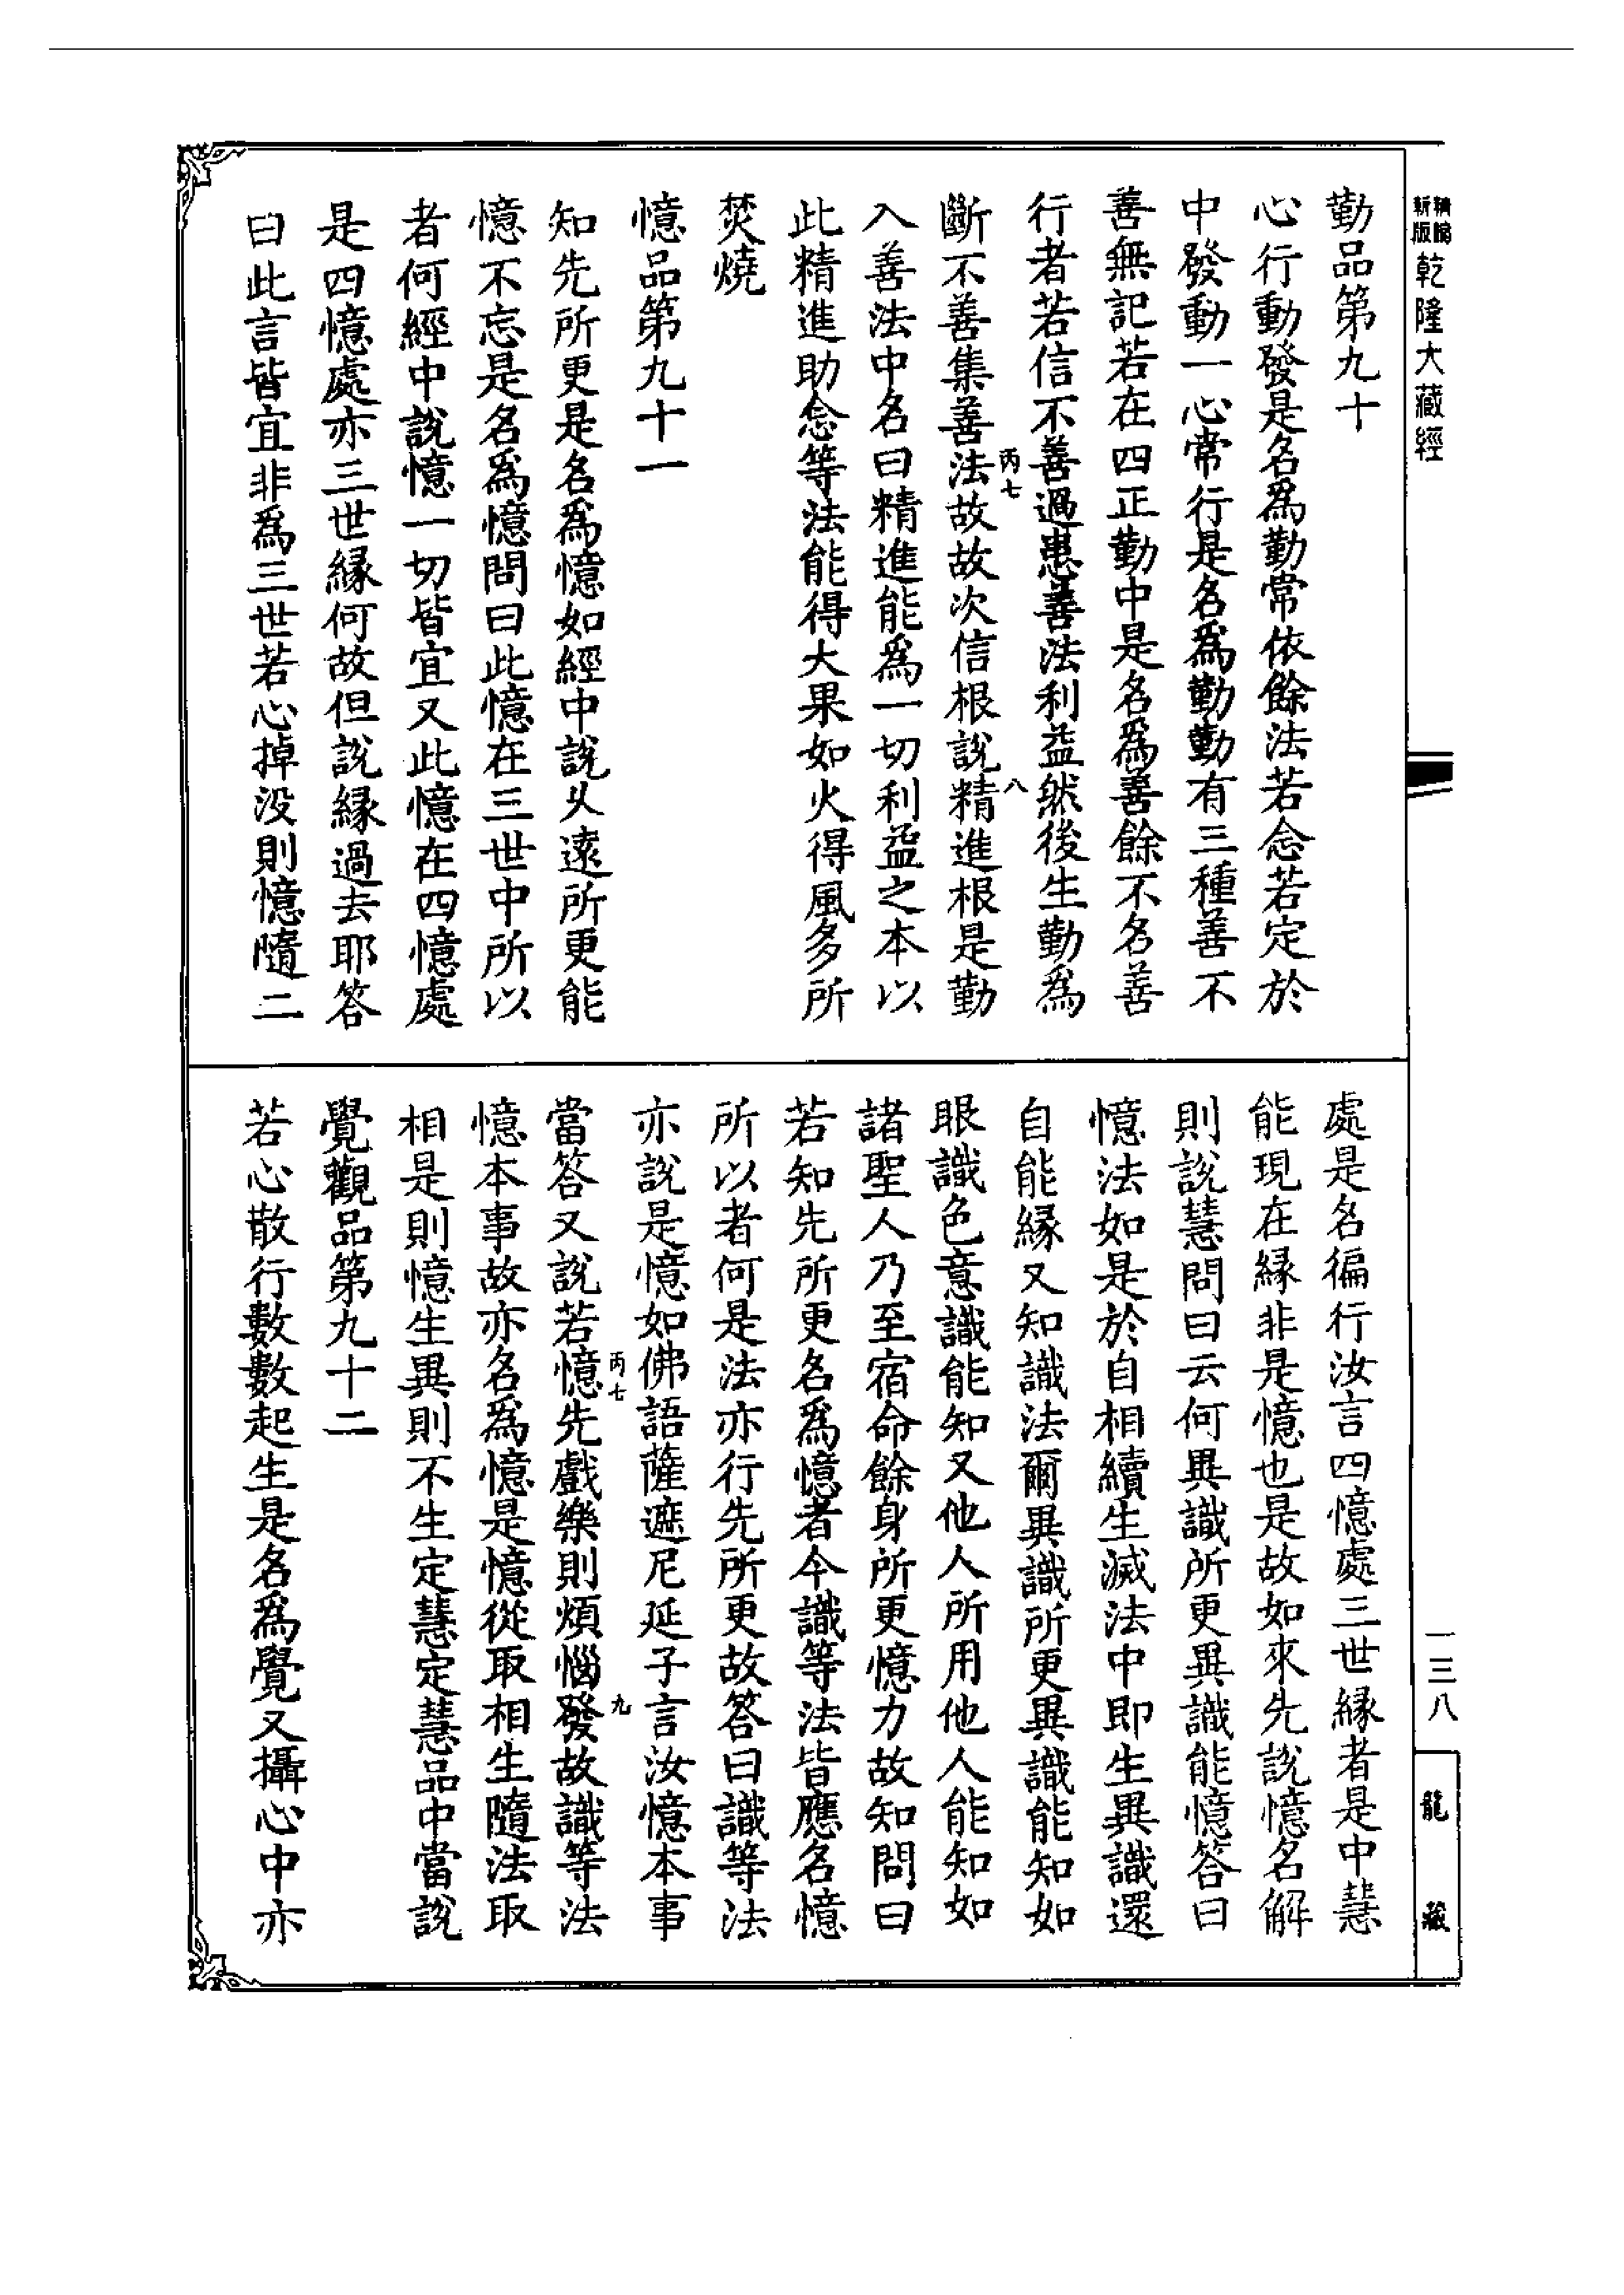 精編
新版
乾隆大藏經
勤品第九十
心行動發是名爲勤常依餘法若念若定於
中發動一心常行是名爲勤勤有三種善不
善無記若在四正勤中是名爲善餘不名善
行者若信不善過患善法利益然後生勤爲
斷不善集善法故故次信根說精進根是勤
丙七
八
入善法中名曰精進能爲一切利益之本以
此精進助念等法能得大果如火得風多所
焚燒
憶品第九十一
知先所更是名爲憶如經中說乆遠所更能
憶不忘是名爲憶問曰此憶在三世中所以
者何經中說憶一切皆宜又此憶在四憶處
是四憶處亦三世緣何故但說緣過去耶答
曰此言皆宜非爲三世若心掉没則憶隨二
處是名徧行汝言四憶處三世緣者是中慧
能現在緣非是憶也是故如來先說憶名解
則說慧問曰云何異識所更異識能憶答曰
憶法如是於自相續生滅法中即生異識還
自能緣又知識法爾異識所更異識能知如
眼識色意識能知又他人所用他人能知如
諸聖人乃至宿命餘身所更憶力故知問曰
若知先所更名爲憶者今識等法皆應名憶
所以者何是法亦行先所更故答曰識等法
亦說是憶如佛語薩遮尼延子言汝憶本事
丙七
九
當答又說若憶先戲樂則煩惱發故識等法
憶本事故亦名爲憶是憶從取相生隨法取
相是則憶生異則不生定慧定慧品中當說
覺觀品第九十二
若心散行數數起生是名爲覺又攝心中亦
一三八
龍藏